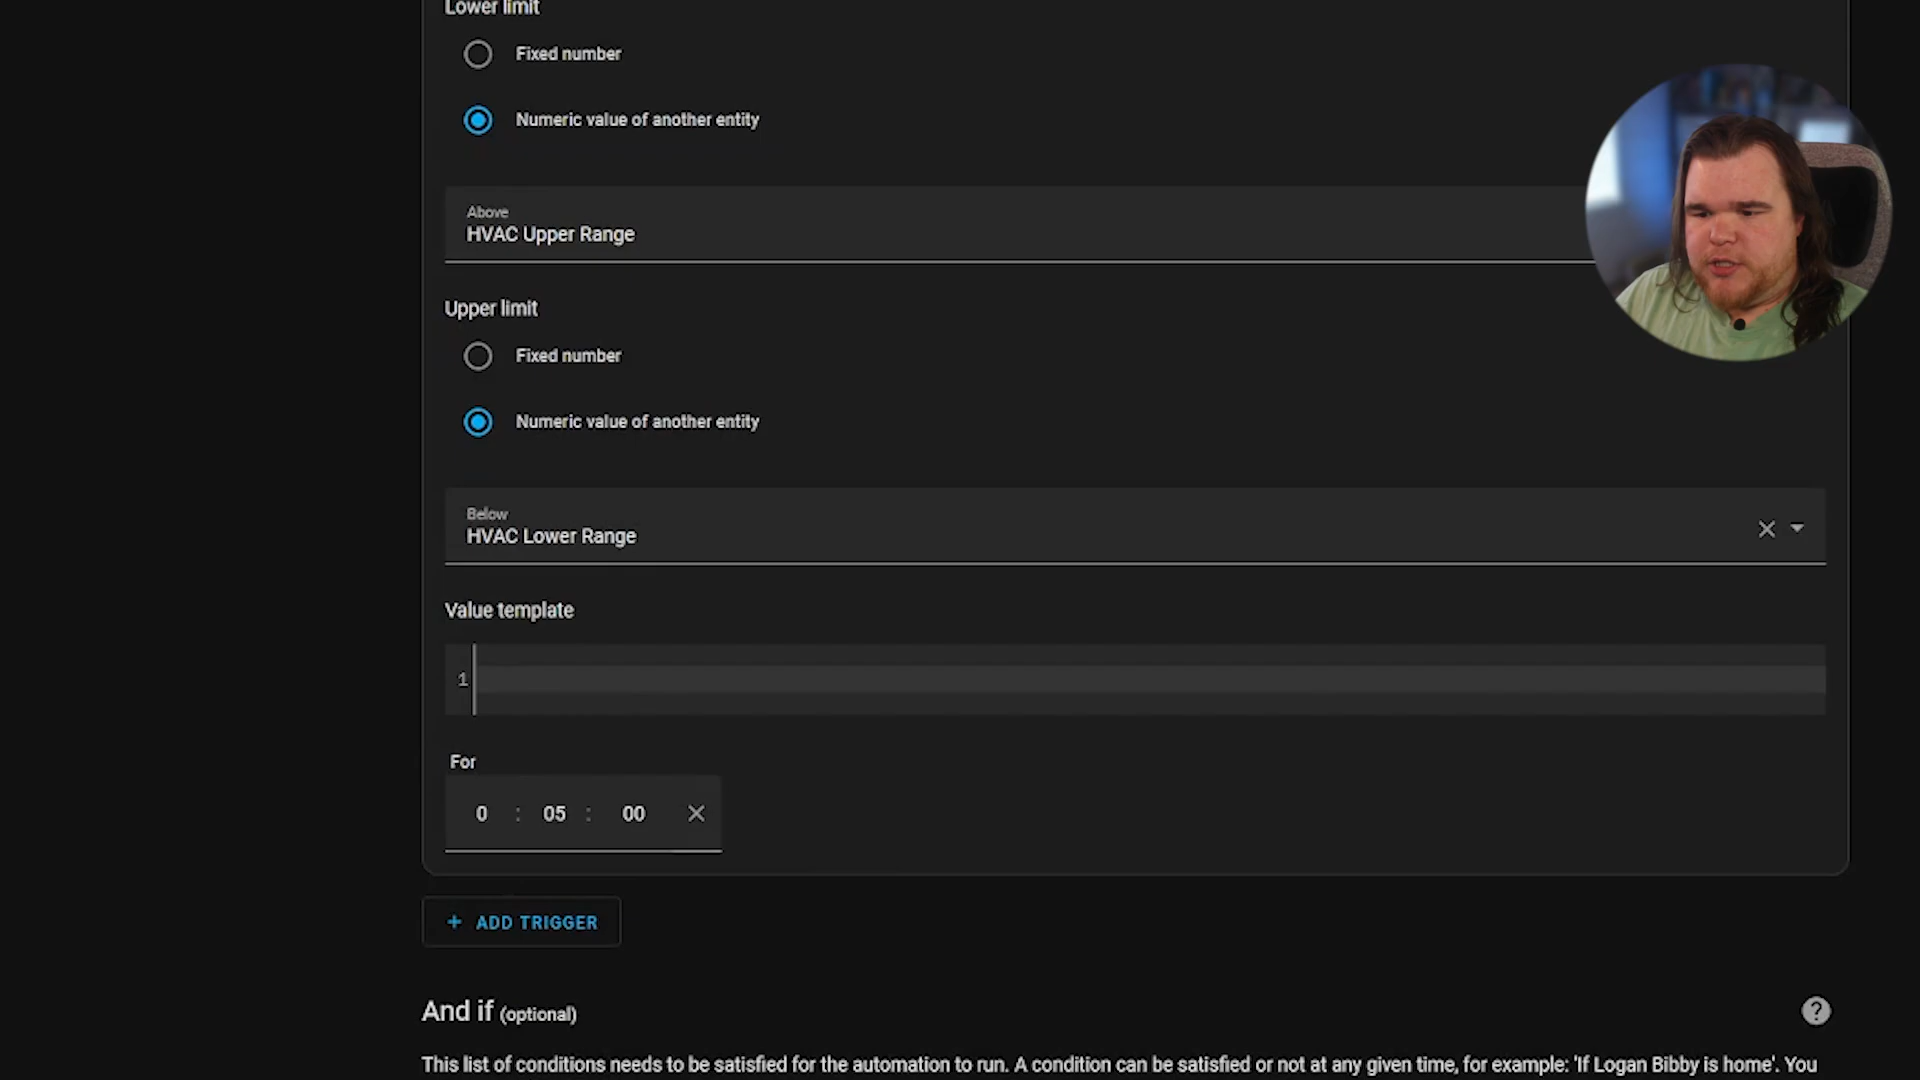 Lower limit
Fixed number
Numeric value of another entity
Above
HVAC Upper Range
Upper limit
Fixed number
Numeric value of another entity
Below
HVAC Lower Range
Value template
1
For
0 : 05 : 00
+ ADD TRIGGER
And if (optional)
This list of conditions needs to be satisfied for the automation to run. A condition can be satisfied or not at any given time, for example: 'If Logan Bibby is home'. You